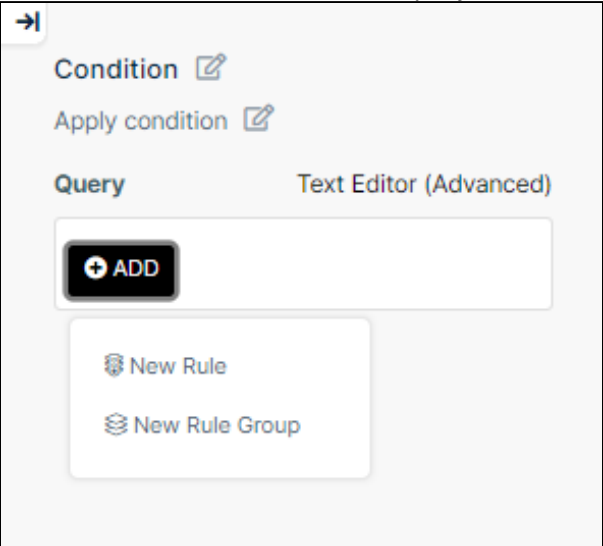 Condition
Apply condition
Query Text Editor (Advanced)
ADD
New Rule
New Rule Group